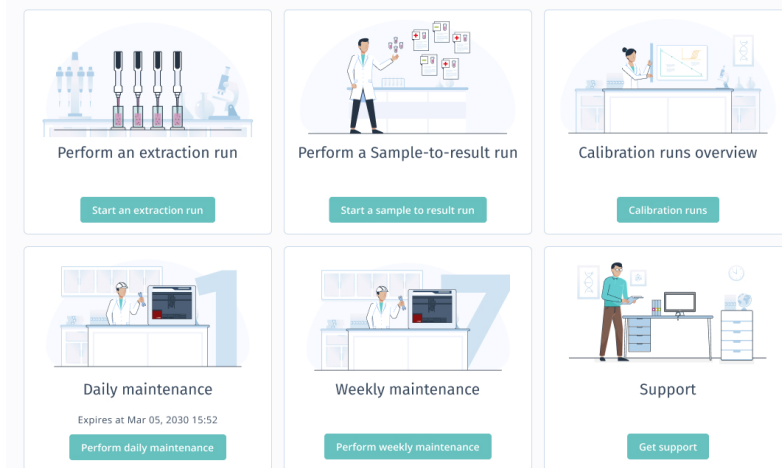 Perform an extraction run
Start an extraction run
Perform a Sample-to-result run
Start a sample to result run
Calibration runs overview
Calibration runs
1
Daily maintenance
Expires at Mar 05, 2030 15:52
Perform daily maintenance
7
Weekly maintenance
Perform weekly maintenance
Support
Get support